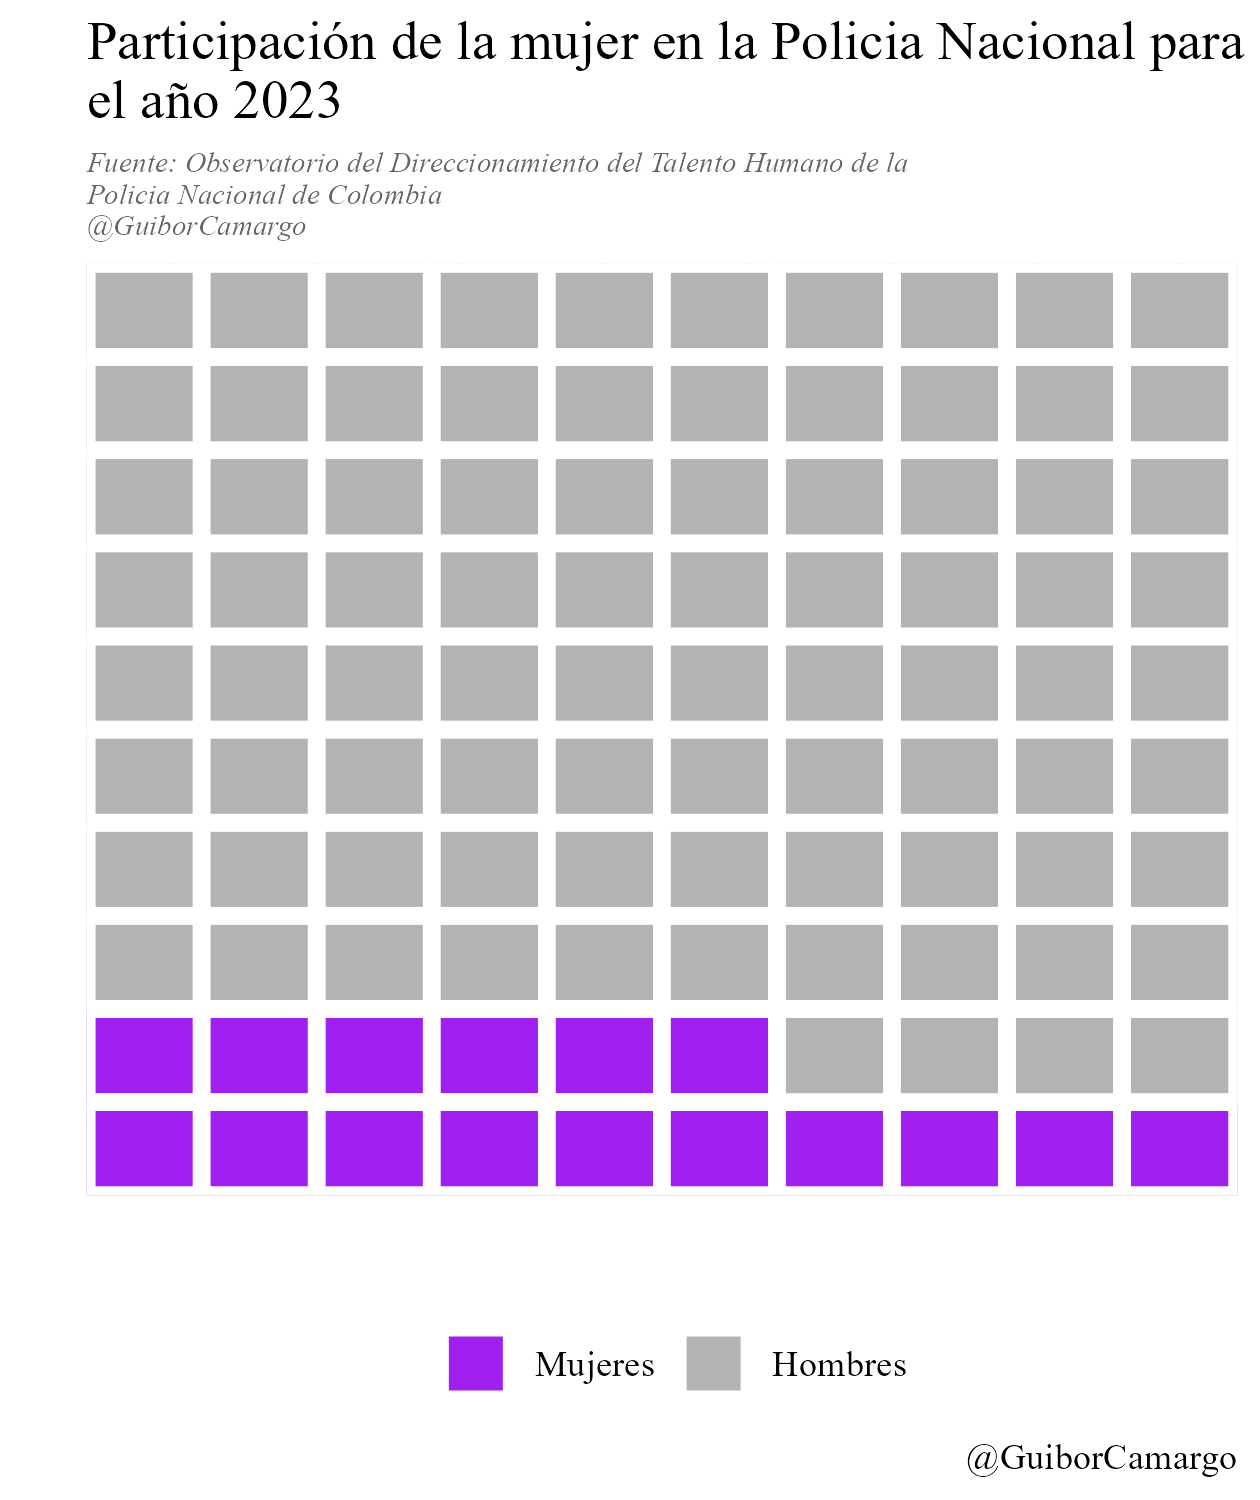 Participación de la mujer en la Policia Nacional para
el año 2023
Fuente: Observatorio del Direccionamiento del Talento Humano de la
Policia Nacional de Colombia
@GuiborCamargo
Mujeres
Hombres
@GuiborCamargo